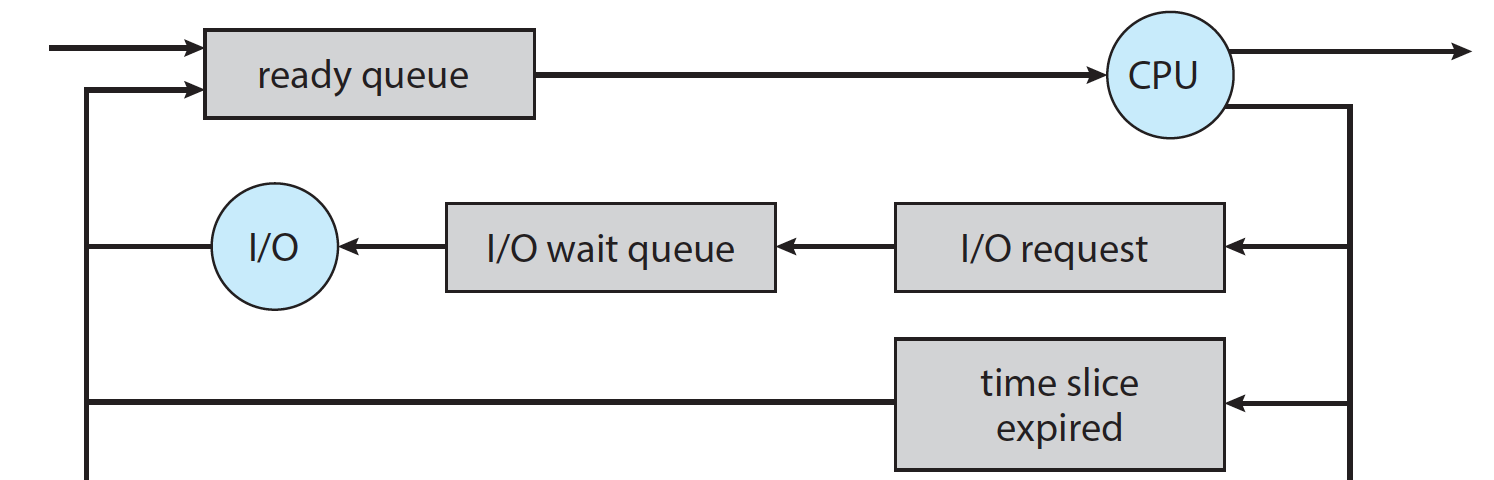 ready queue
CPU
I/O
I/O wait queue
I/O request
time slice
expired